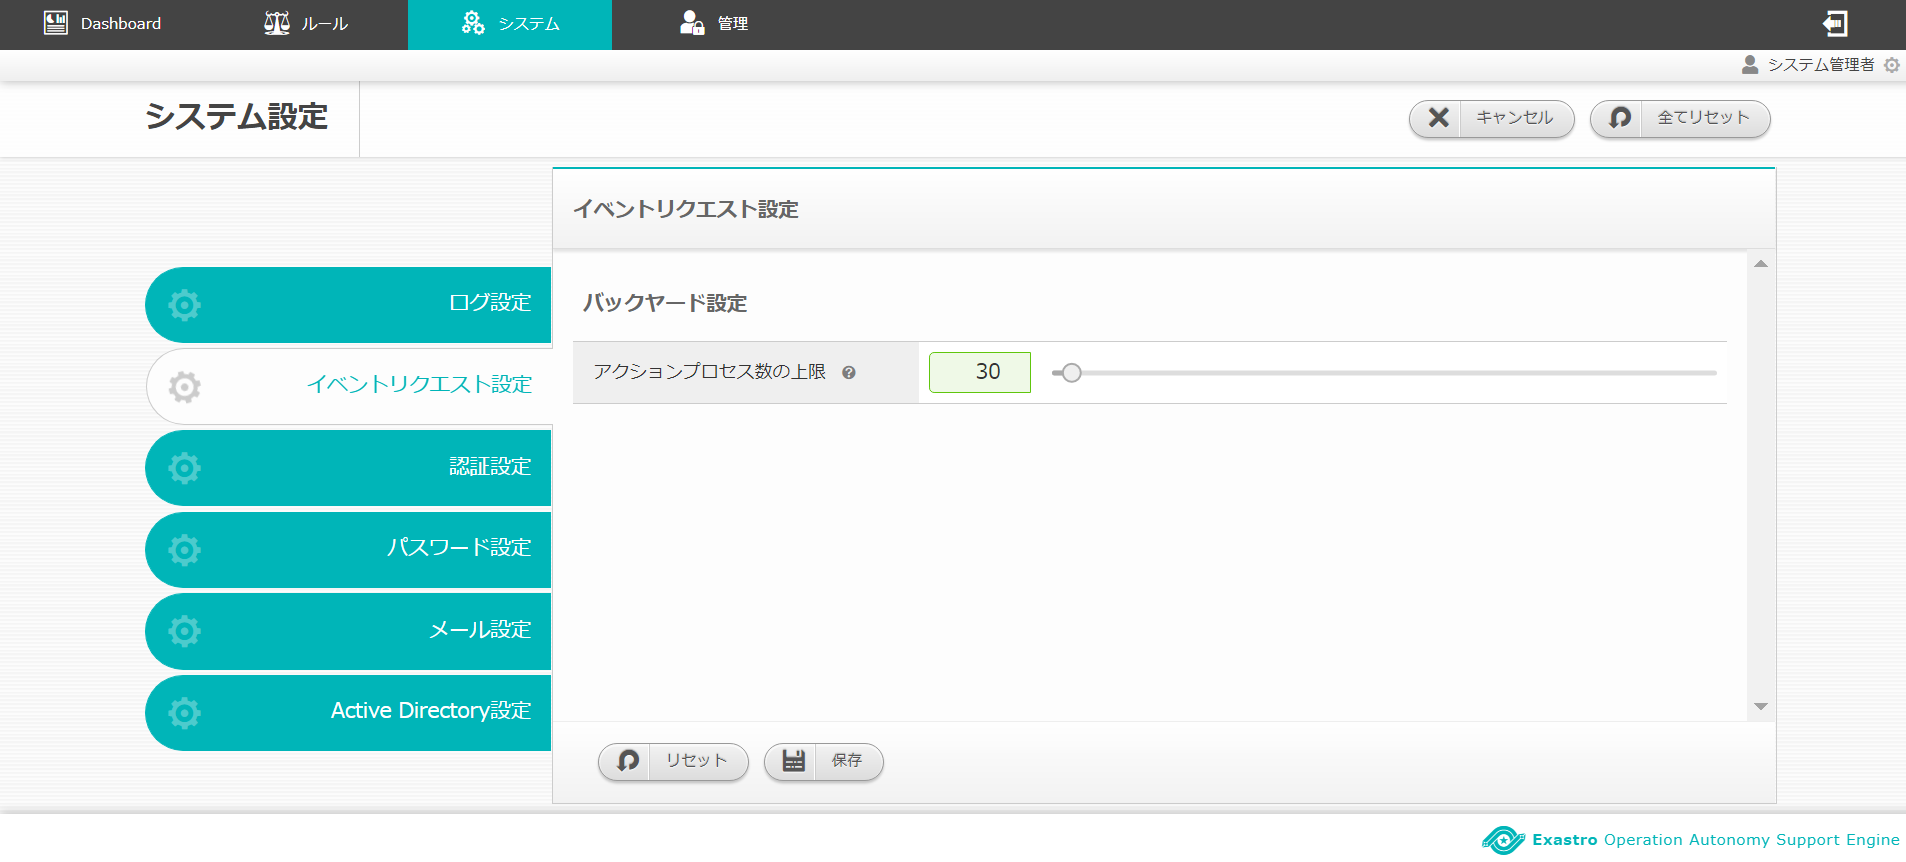 Dashboard
ルール
システム
管理
システム管理者
システム設定
キャンセル
全てリセット
イベントリクエスト設定
ログ設定
イベントリクエスト設定
認証設定
パスワード設定
メール設定
Active Directory設定
バックヤード設定
アクションプロセス数の上限 ?
30
リセット
保存
Exastro Operation Autonomy Support Engine